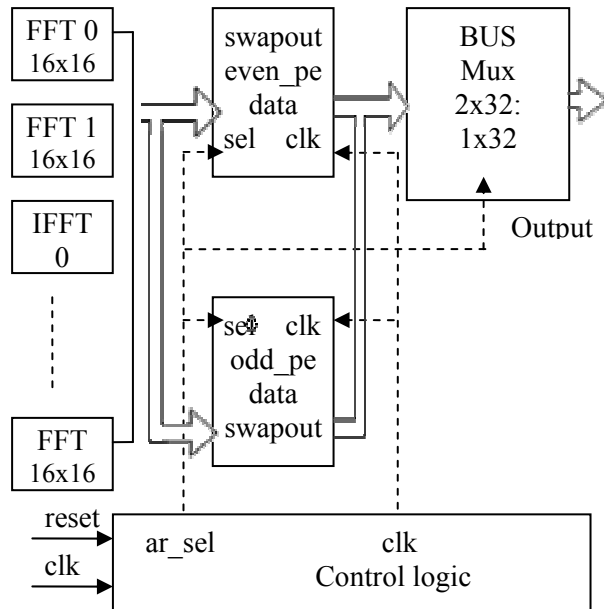 FFT 0
16x16
FFT 1
16x16
IFFT
0
FFT
16x16
swapout
even_pe
data
sel clk
BUS
Mux
2x32:
1x32
Output
sel clk
odd_pe
data
swapout
reset
clk
ar_sel clk
Control logic